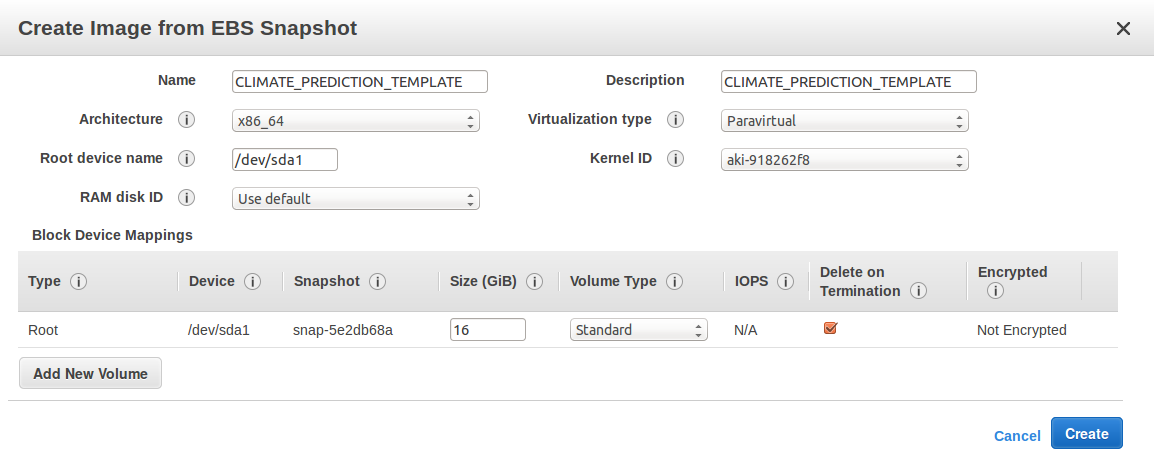 Create Image from EBS Snapshot
Name CLIMATE_PREDICTION_TEMPLATE Description CLIMATE_PREDICTION_TEMPLATE
Architecture x86_64 Virtualization type Paravirtual
Root device name /dev/sda1 Kernel ID aki-918262f8
RAM disk ID Use default
Block Device Mappings
Type Device Snapshot Size (GiB) Volume Type IOPS Delete on Termination Encrypted
Root /dev/sda1 snap-5e2db68a 16 Standard N/A Not Encrypted
Add New Volume
Cancel Create